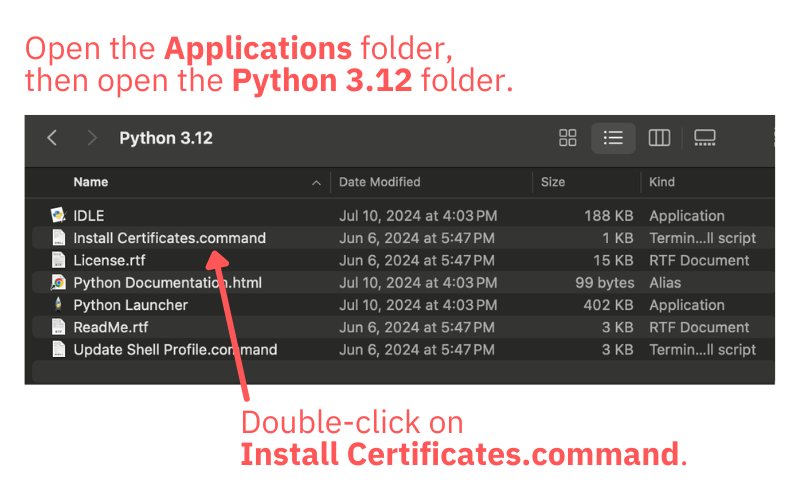 Open the Applications folder,
then open the Python 3.12 folder.
Python 3.12
Name Date Modified Size Kind
IDLE Jul 10, 2024 at 4:03 PM 188 KB Application
Install Certificates.command Jun 6, 2024 at 5:47 PM 1 KB Termin...ll script
License.rtf Jun 6, 2024 at 5:47 PM 15 KB RTF Document
Python Documentation.html Jul 10, 2024 at 4:03 PM 99 bytes Alias
Python Launcher Jul 10, 2024 at 4:03 PM 402 KB Application
ReadMe.rtf Jun 6, 2024 at 5:47 PM 3 KB RTF Document
Update Shell Profile.command Jun 6, 2024 at 5:47 PM 3 KB Termin...ll script
Double-click on
Install Certificates.command.